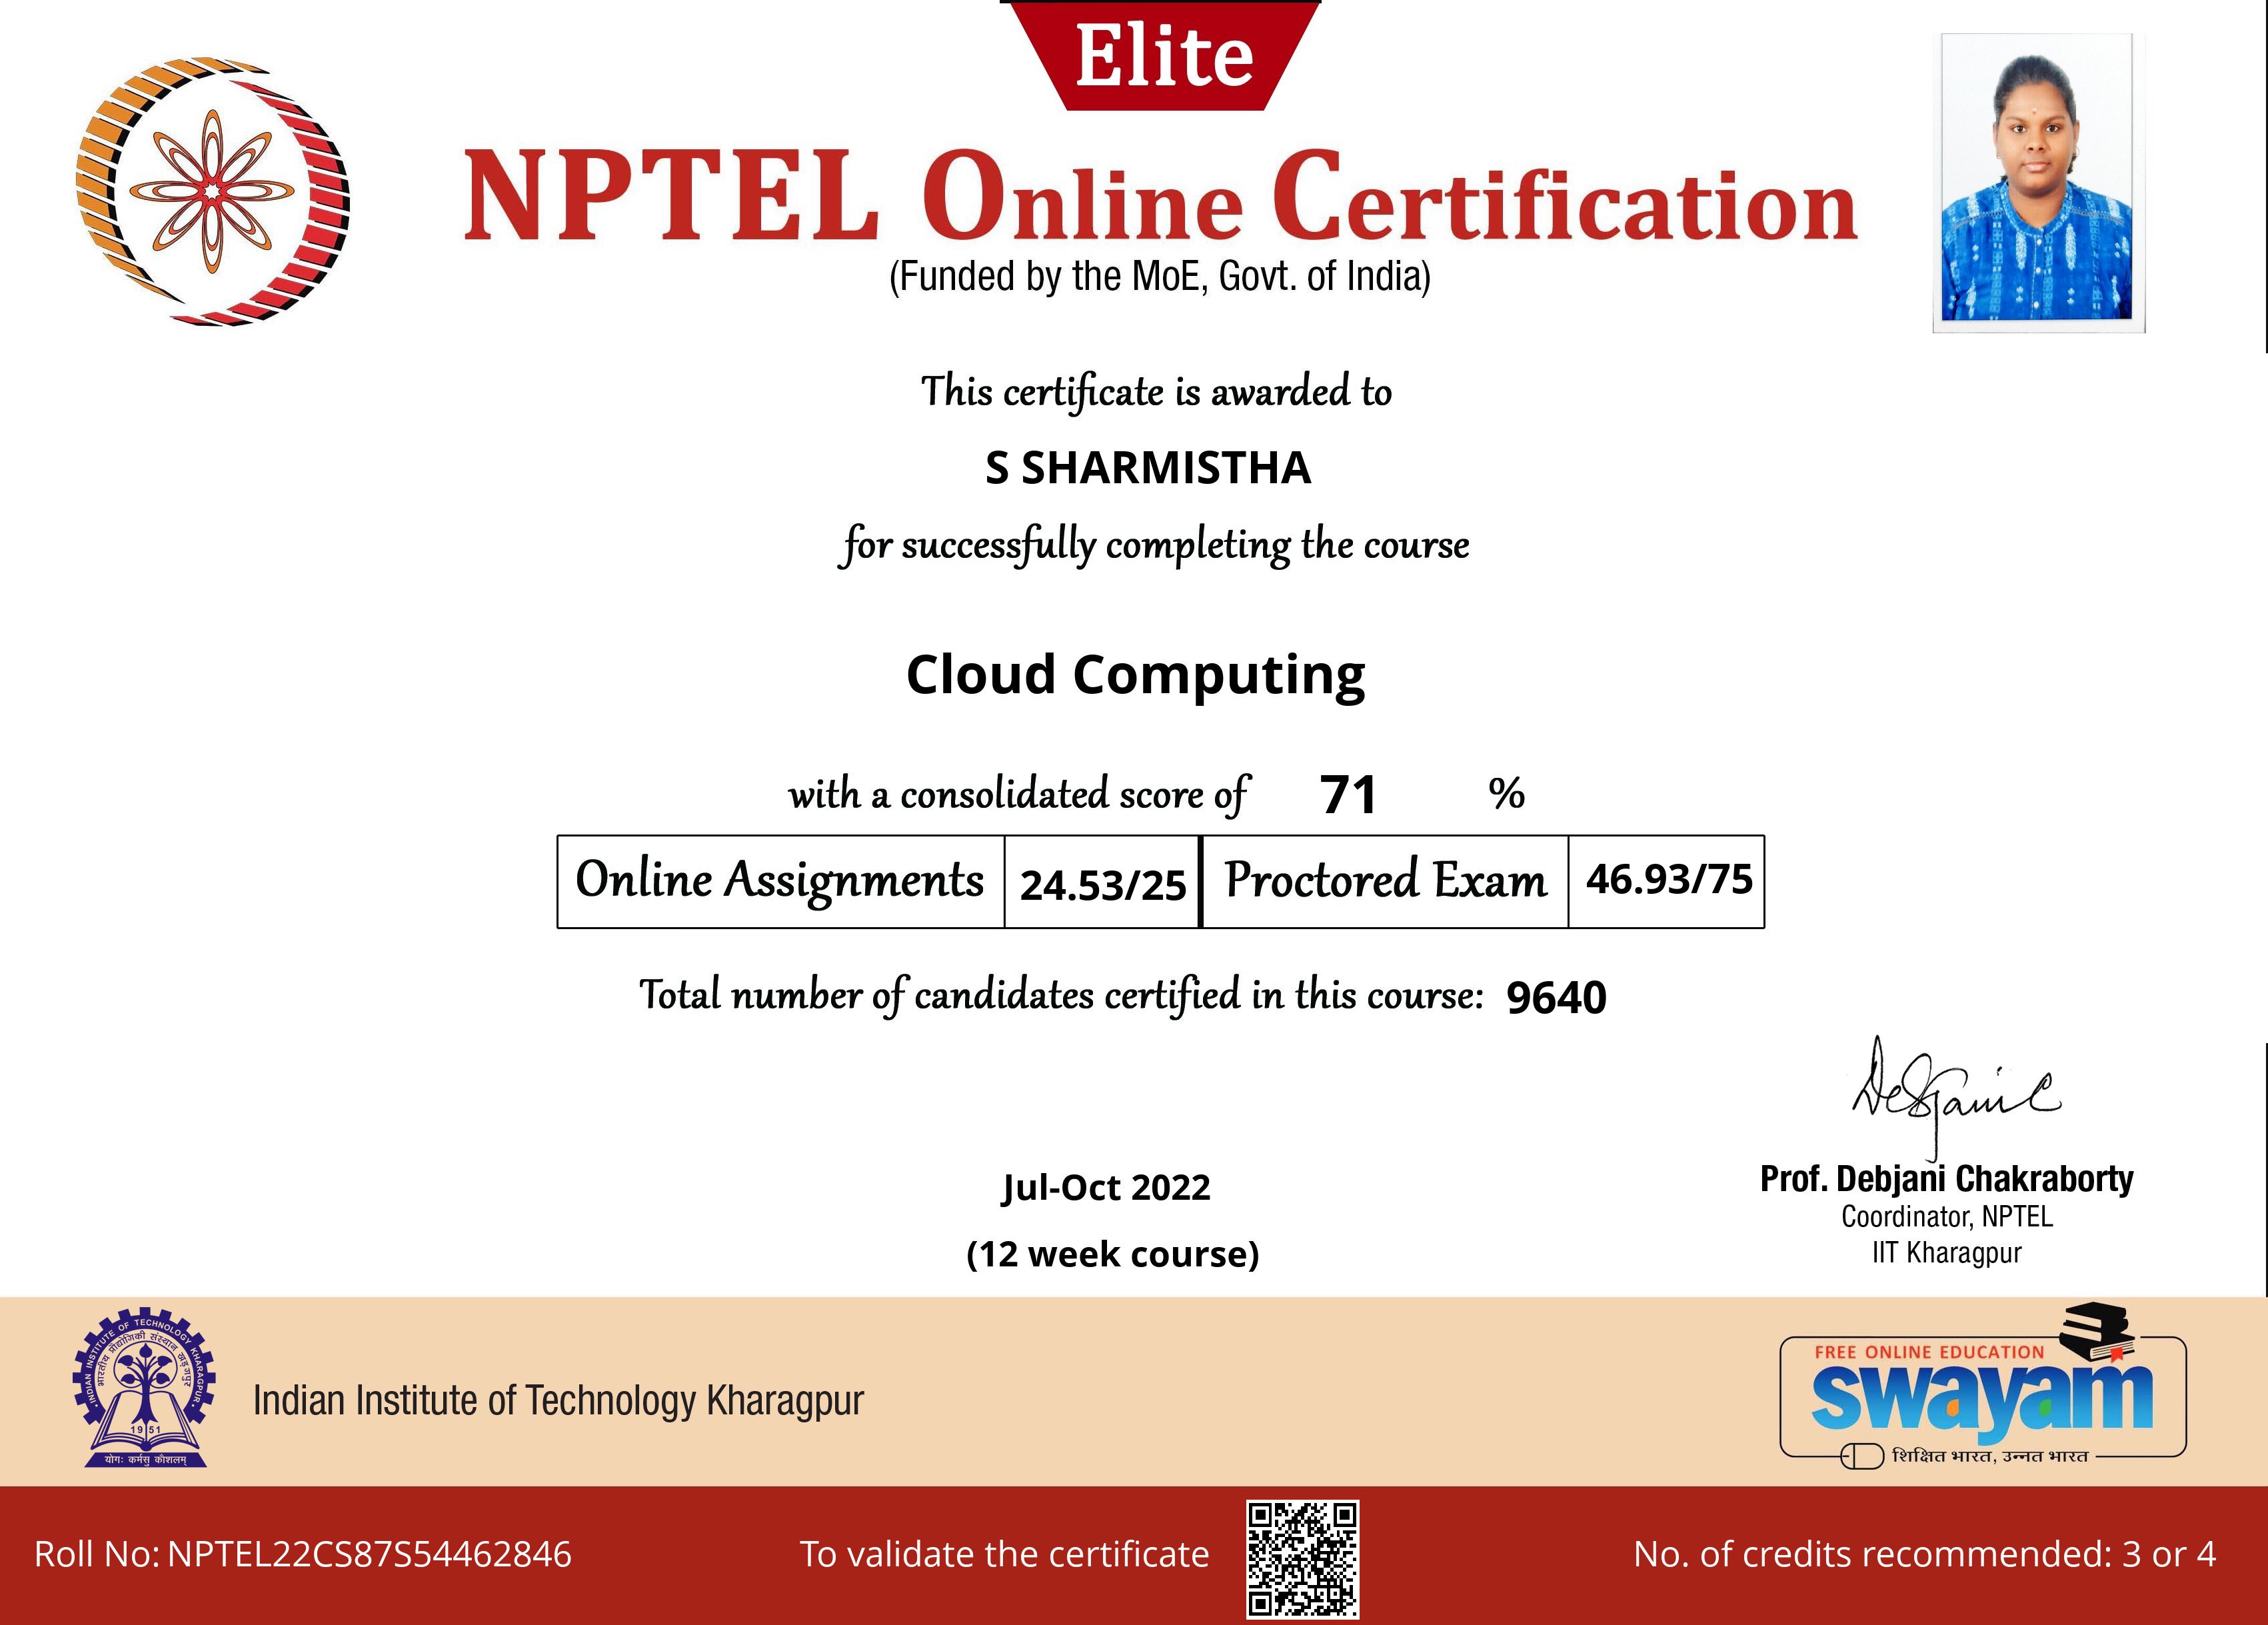 Elite
NPTEL Online Certification
(Funded by the MoE, Govt. of India)
This certificate is awarded to
S SHARMISTHA
for successfully completing the course
Cloud Computing
with a consolidated score of 71 %
Online Assignments 24.53/25 Proctored Exam 46.93/75
Total number of candidates certified in this course: 9640
Jul-Oct 2022
(12 week course)
Prof. Debjani Chakraborty
Coordinator, NPTEL
IIT Kharagpur
INDIAN INSTITUTE OF TECHNOLOGY KHARAGPUR
भारतीय प्रौद्योगिकी संस्थान खड़गपुर
1951
योगः कर्मसु कौशलम्
Indian Institute of Technology Kharagpur
FREE ONLINE EDUCATION
swayam
शिक्षित भारत, उन्नत भारत
Roll No: NPTEL22CS87S54462846
To validate the certificate
No. of credits recommended: 3 or 4